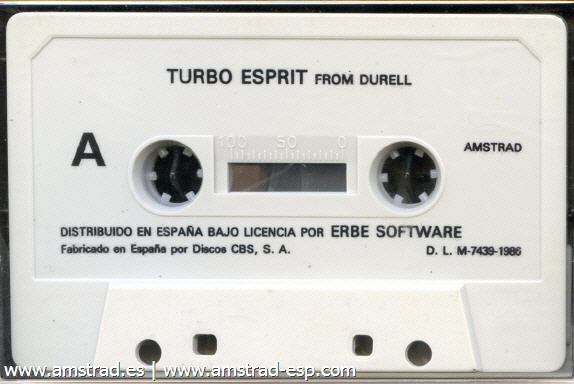 TURBO ESPRIT FROM DURELL
A
100 50 0
AMSTRAD
DISTRIBUIDO EN ESPAÑA BAJO LICENCIA POR ERBE SOFTWARE
Fabricado en España por Discos CBS, S. A.
D. L. M-7439-1986
www.amstrad.es | www.amstrad-esp.com